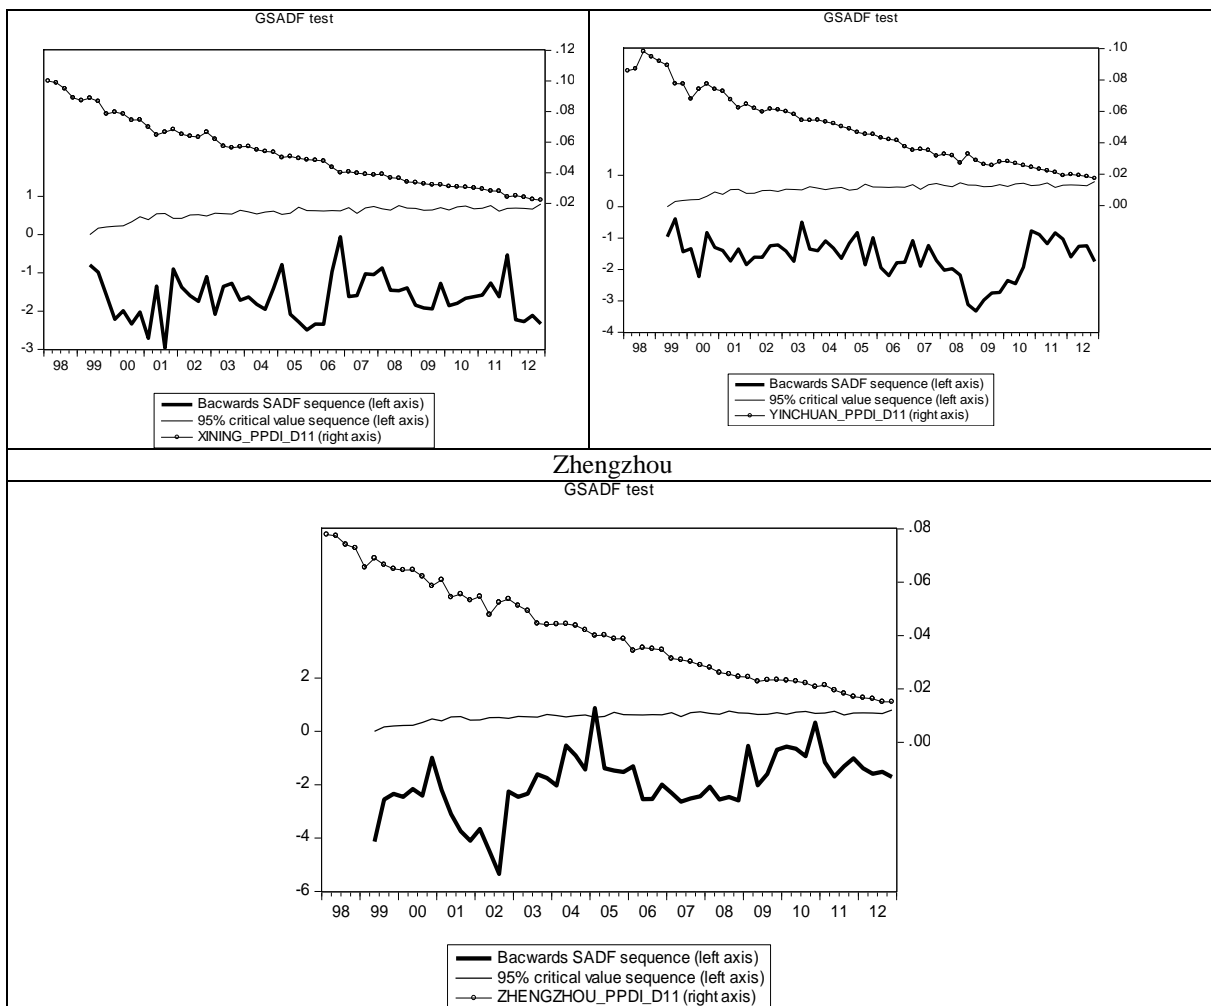 GSADF test
.12
.10
.08
.06
.04
.02
1
0
-1
-2
-3
98 99 00 01 02 03 04 05 06 07 08 09 10 11 12
Bacwards SADF sequence (left axis)
95% critical value sequence (left axis)
XINING_PPDI_D11 (right axis)
GSADF test
.10
.08
.06
.04
.02
.00
1
0
-1
-2
-3
-4
98 99 00 01 02 03 04 05 06 07 08 09 10 11 12
Bacwards SADF sequence (left axis)
95% critical value sequence (left axis)
YINCHUAN_PPDI_D11 (right axis)
Zhengzhou
GSADF test
.08
.06
.04
.02
.00
2
0
-2
-4
-6
98 99 00 01 02 03 04 05 06 07 08 09 10 11 12
Bacwards SADF sequence (left axis)
95% critical value sequence (left axis)
ZHENGZHOU_PPDI_D11 (right axis)